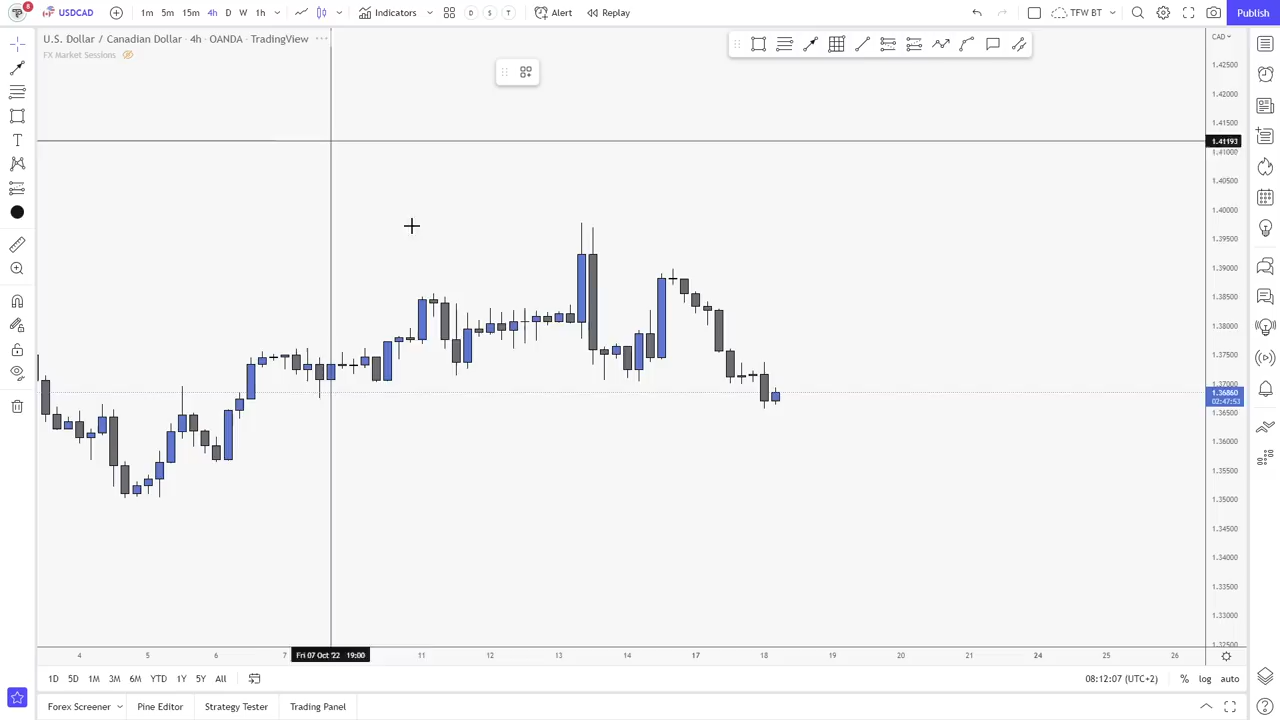 8
USDCAD
1m 5m 15m 4h D W 1h
Indicators
D S T
Alert
Replay
TFW BT
Publish
U.S. Dollar / Canadian Dollar · 4h · OANDA · TradingView
FX Market Sessions
CAD
1.42500
1.42000
1.41500
1.41193
1.41000
1.40500
1.40000
1.39500
1.39000
1.38500
1.38000
1.37500
1.37000
1.36860
02:47:53
1.36500
1.36000
1.35500
1.35000
1.34500
1.34000
1.33500
1.33000
1.32500
4 5 6 7 Fri 07 Oct '22 19:00 11 12 13 14 17 18 19 20 21 24 25 26
1D 5D 1M 3M 6M YTD 1Y 5Y All
08:12:07 (UTC+2) % log auto
Forex Screener Pine Editor Strategy Tester Trading Panel